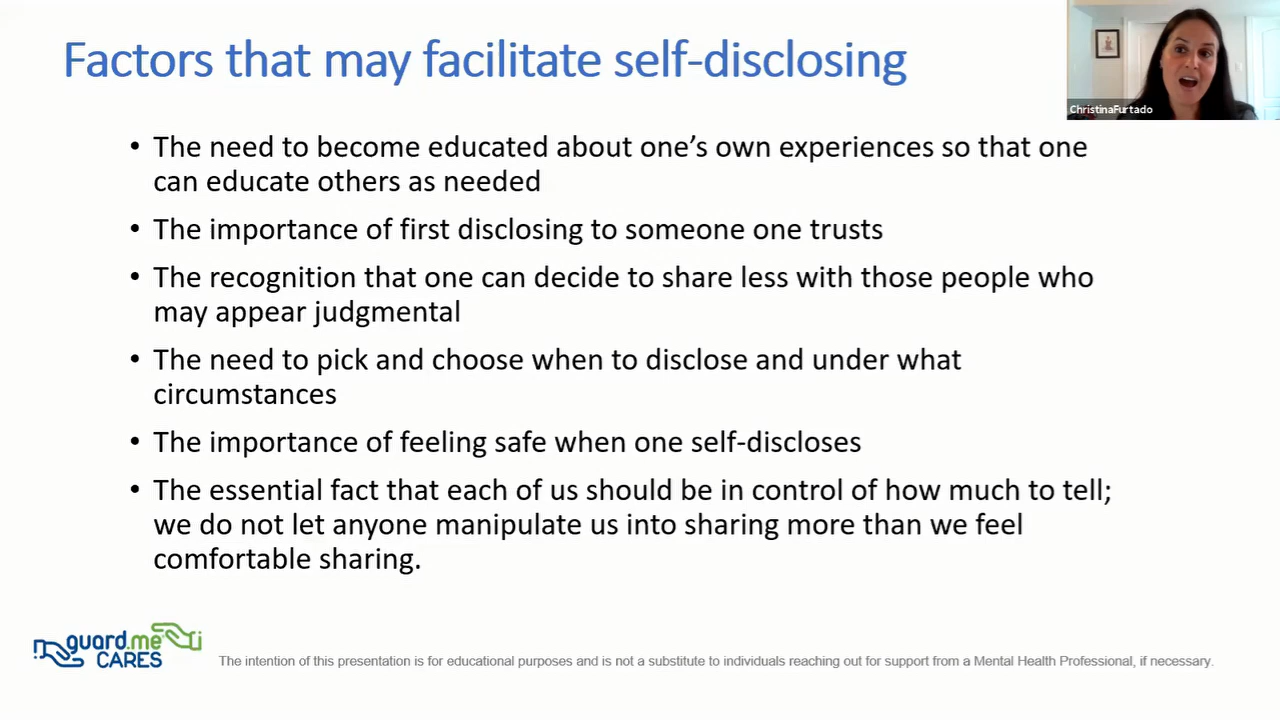 Factors that may facilitate self-disclosing
ChristinaFurtado
• The need to become educated about one's own experiences so that one
can educate others as needed
• The importance of first disclosing to someone one trusts
• The recognition that one can decide to share less with those people who
may appear judgmental
• The need to pick and choose when to disclose and under what
circumstances
• The importance of feeling safe when one self-discloses
• The essential fact that each of us should be in control of how much to tell;
we do not let anyone manipulate us into sharing more than we feel
comfortable sharing.
guard.me
CARES
The intention of this presentation is for educational purposes and is not a substitute to individuals reaching out for support from a Mental Health Professional, if necessary.